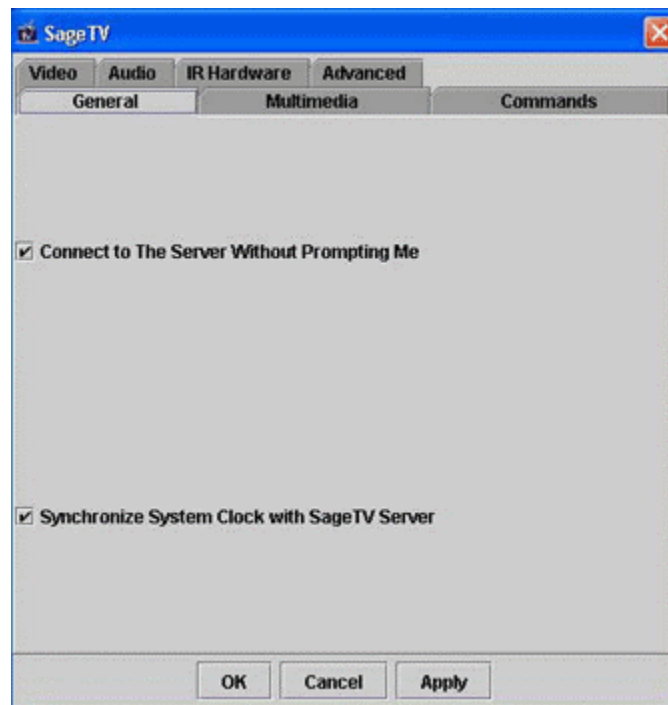 SageTV
Video Audio IR Hardware Advanced
General Multimedia Commands
Connect to The Server Without Prompting Me
Synchronize System Clock with SageTV Server
OK Cancel Apply